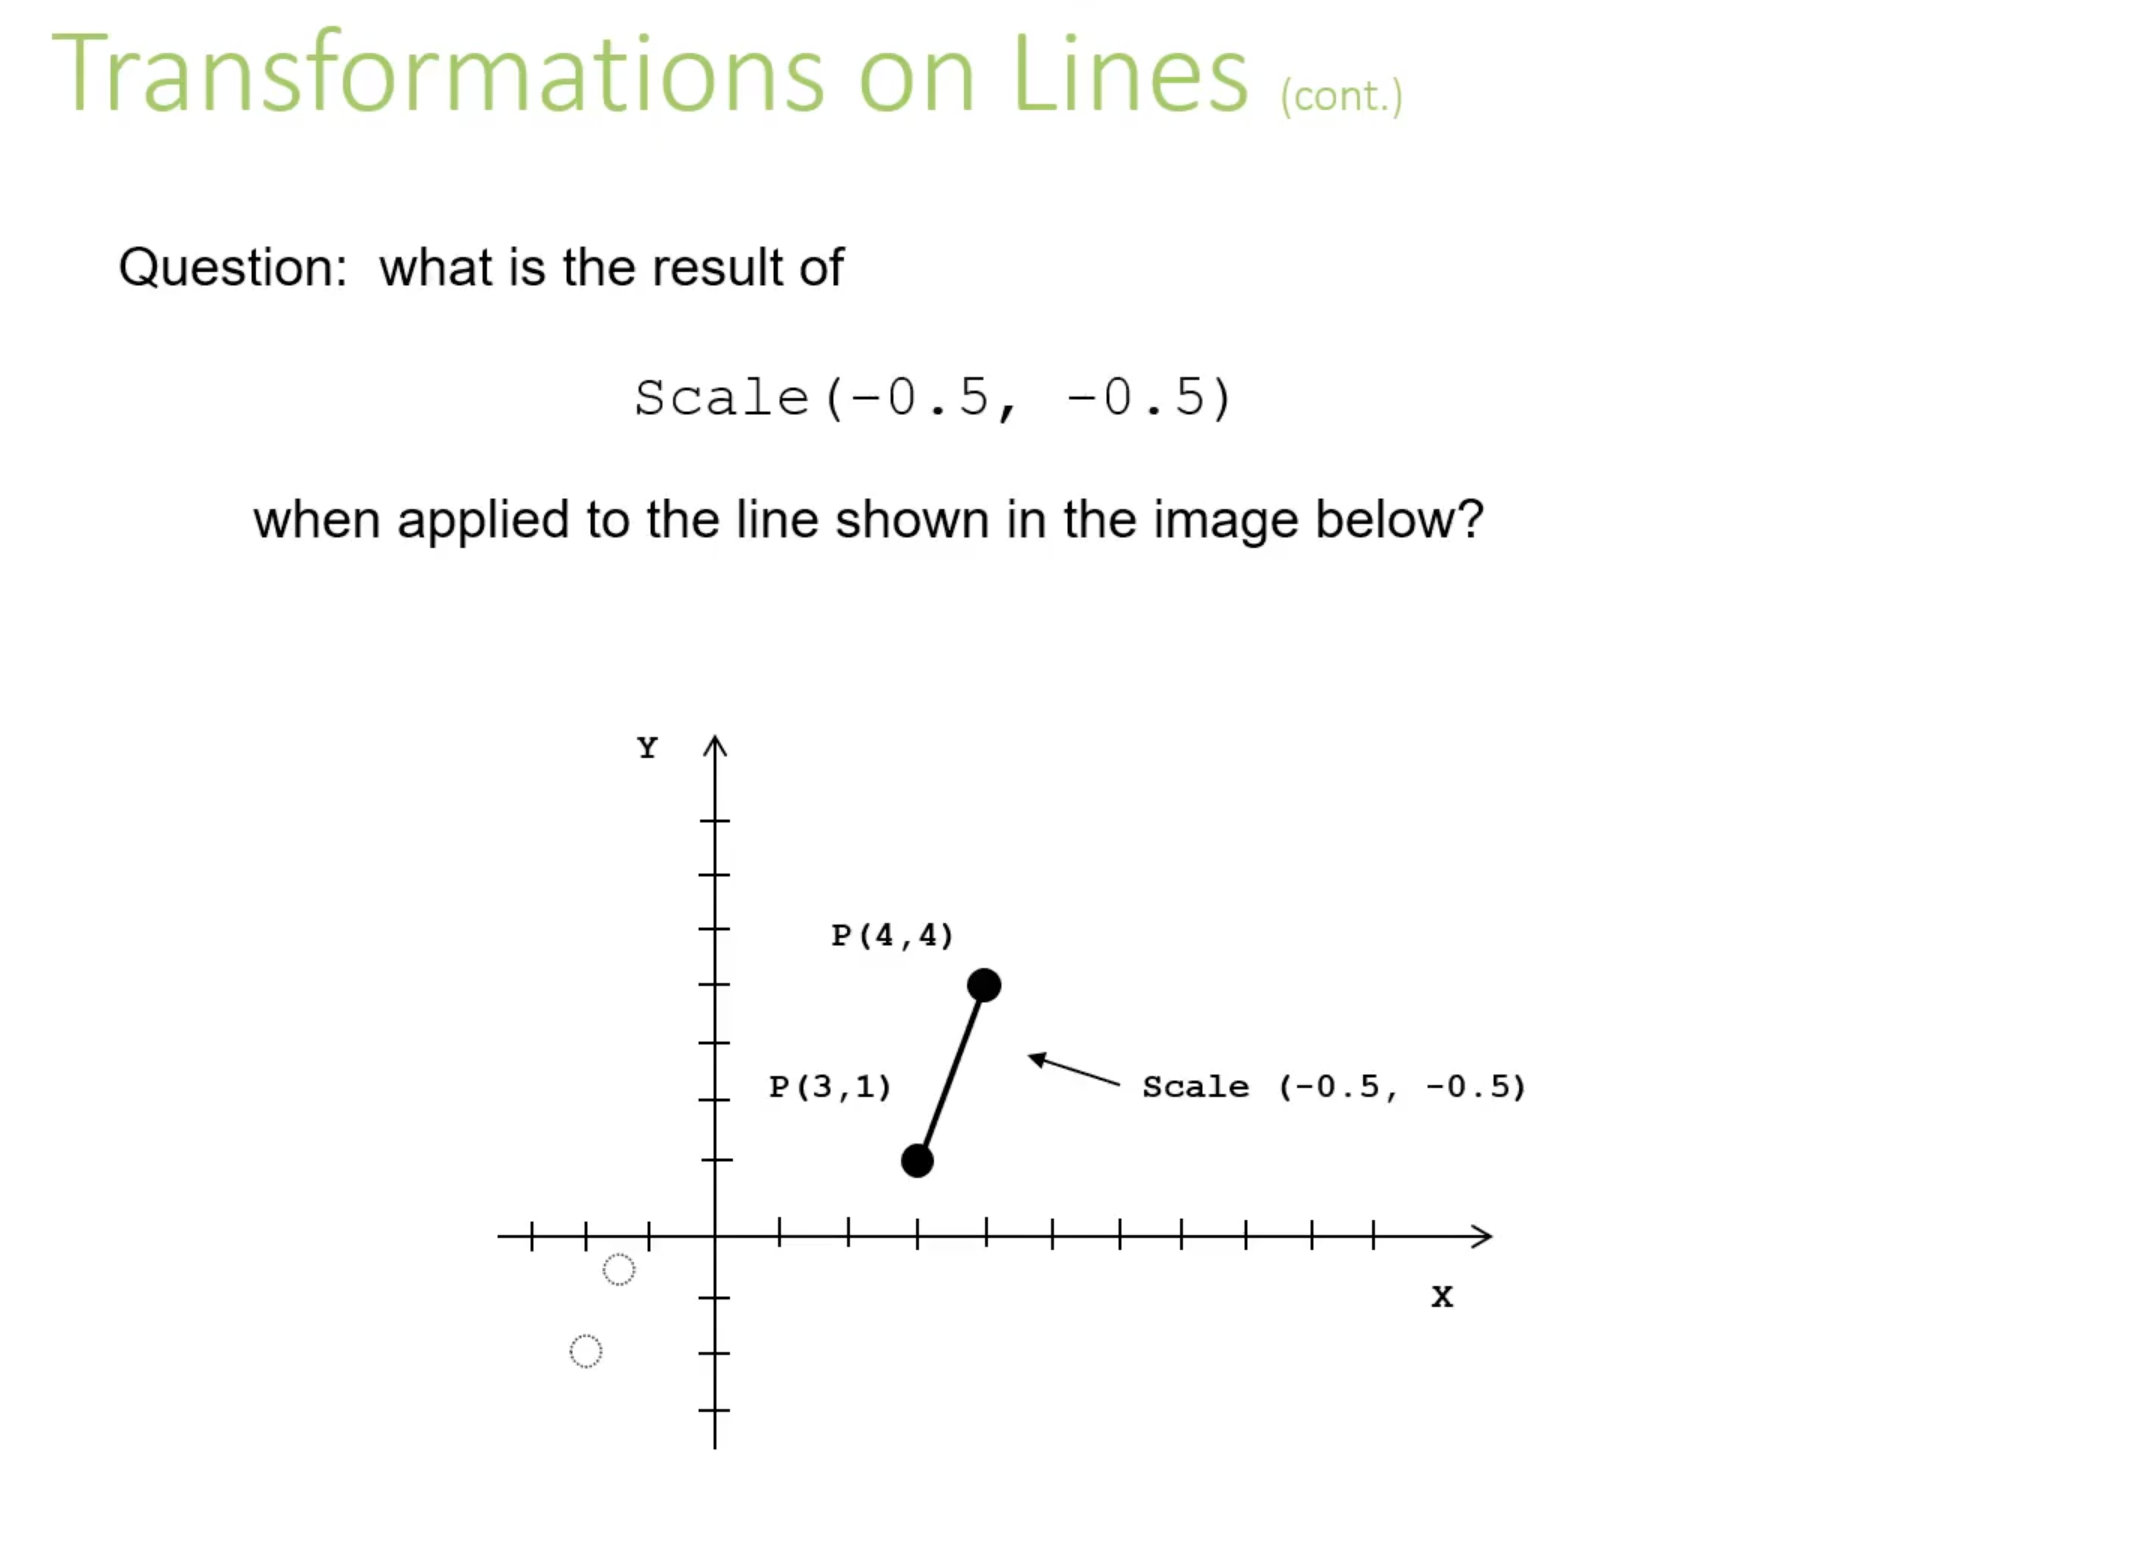 Transformations on Lines (cont.)
Question: what is the result of
Scale(-0.5, -0.5)
when applied to the line shown in the image below?
Y
P(4,4)
P(3,1)
Scale (-0.5, -0.5)
X